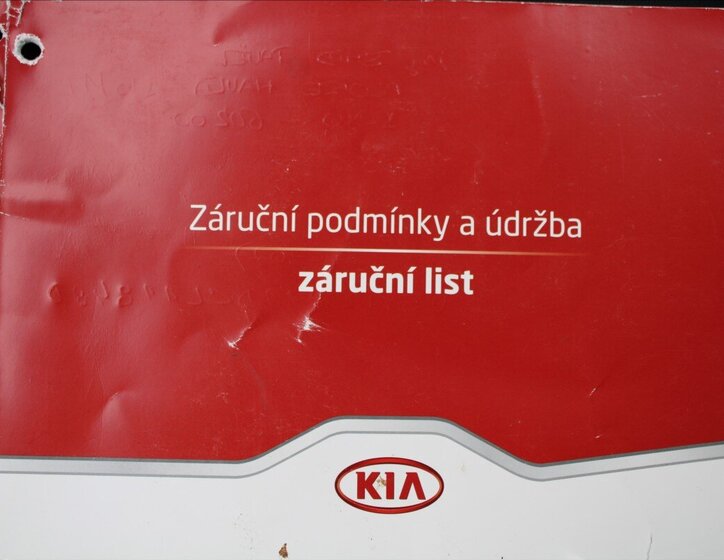 Záruční podmínky a údržba
záruční list
KIA